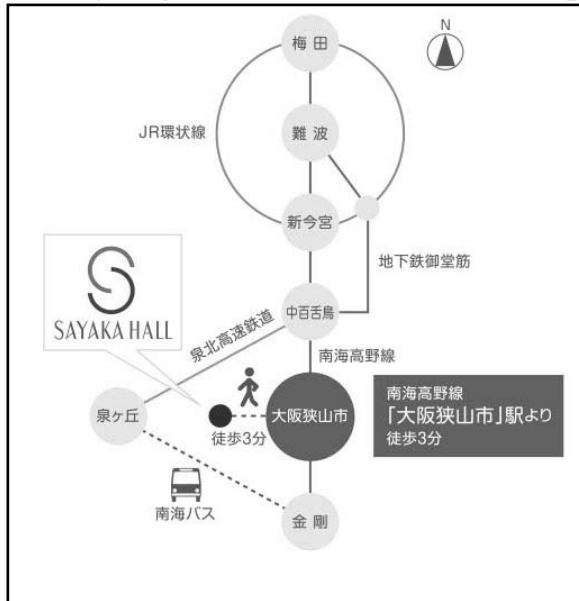 N
梅田
JR環状線
難波
新今宮
地下鉄御堂筋
SAYAKA HALL
中百舌鳥
泉北高速鉄道
南海高野線
泉ヶ丘
大阪狭山市
徒歩3分
南海高野線
「大阪狭山市」駅より
徒歩3分
南海バス
金剛